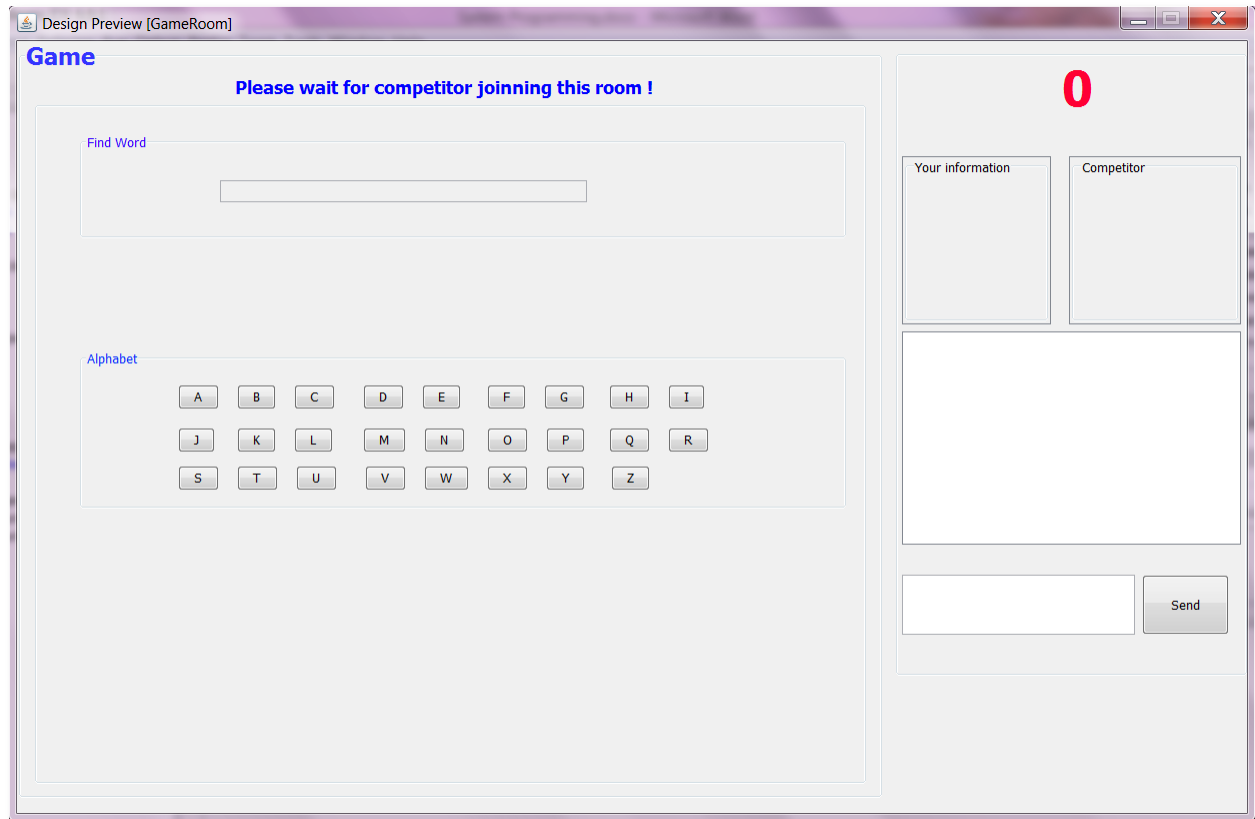 Design Preview [GameRoom]
Game
Please wait for competitor joinning this room !
0
Find Word
Your information
Competitor
Alphabet
A B C D E F G H I
J K L M N O P Q R
S T U V W X Y Z
Send